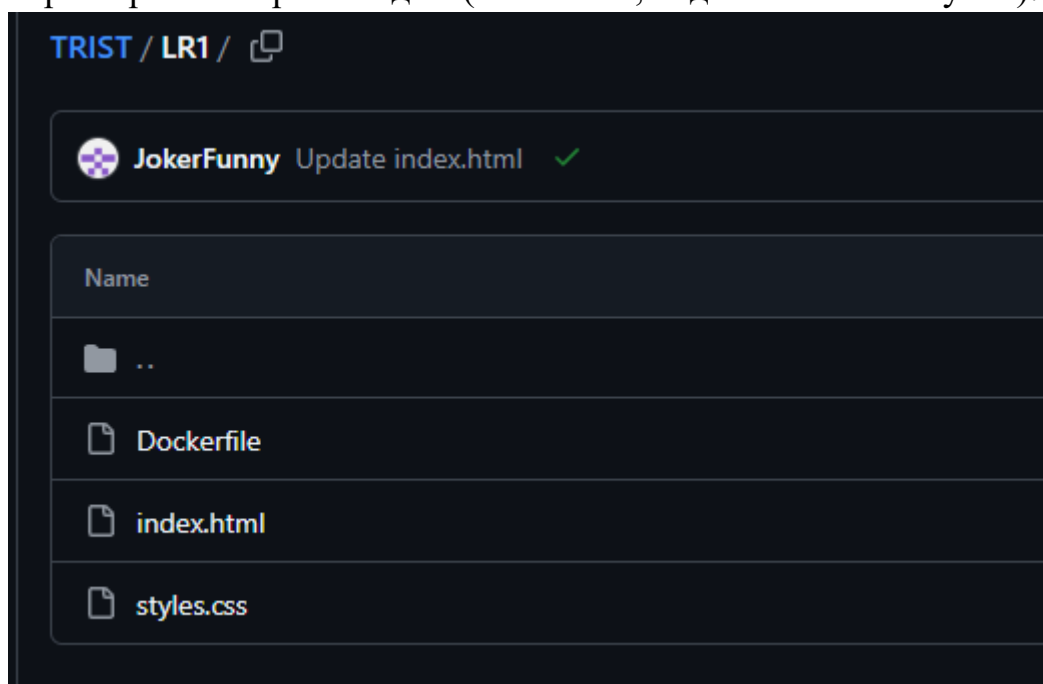 TRIST / LR1 /
JokerFunny Update index.html
Name
..
Dockerfile
index.html
styles.css